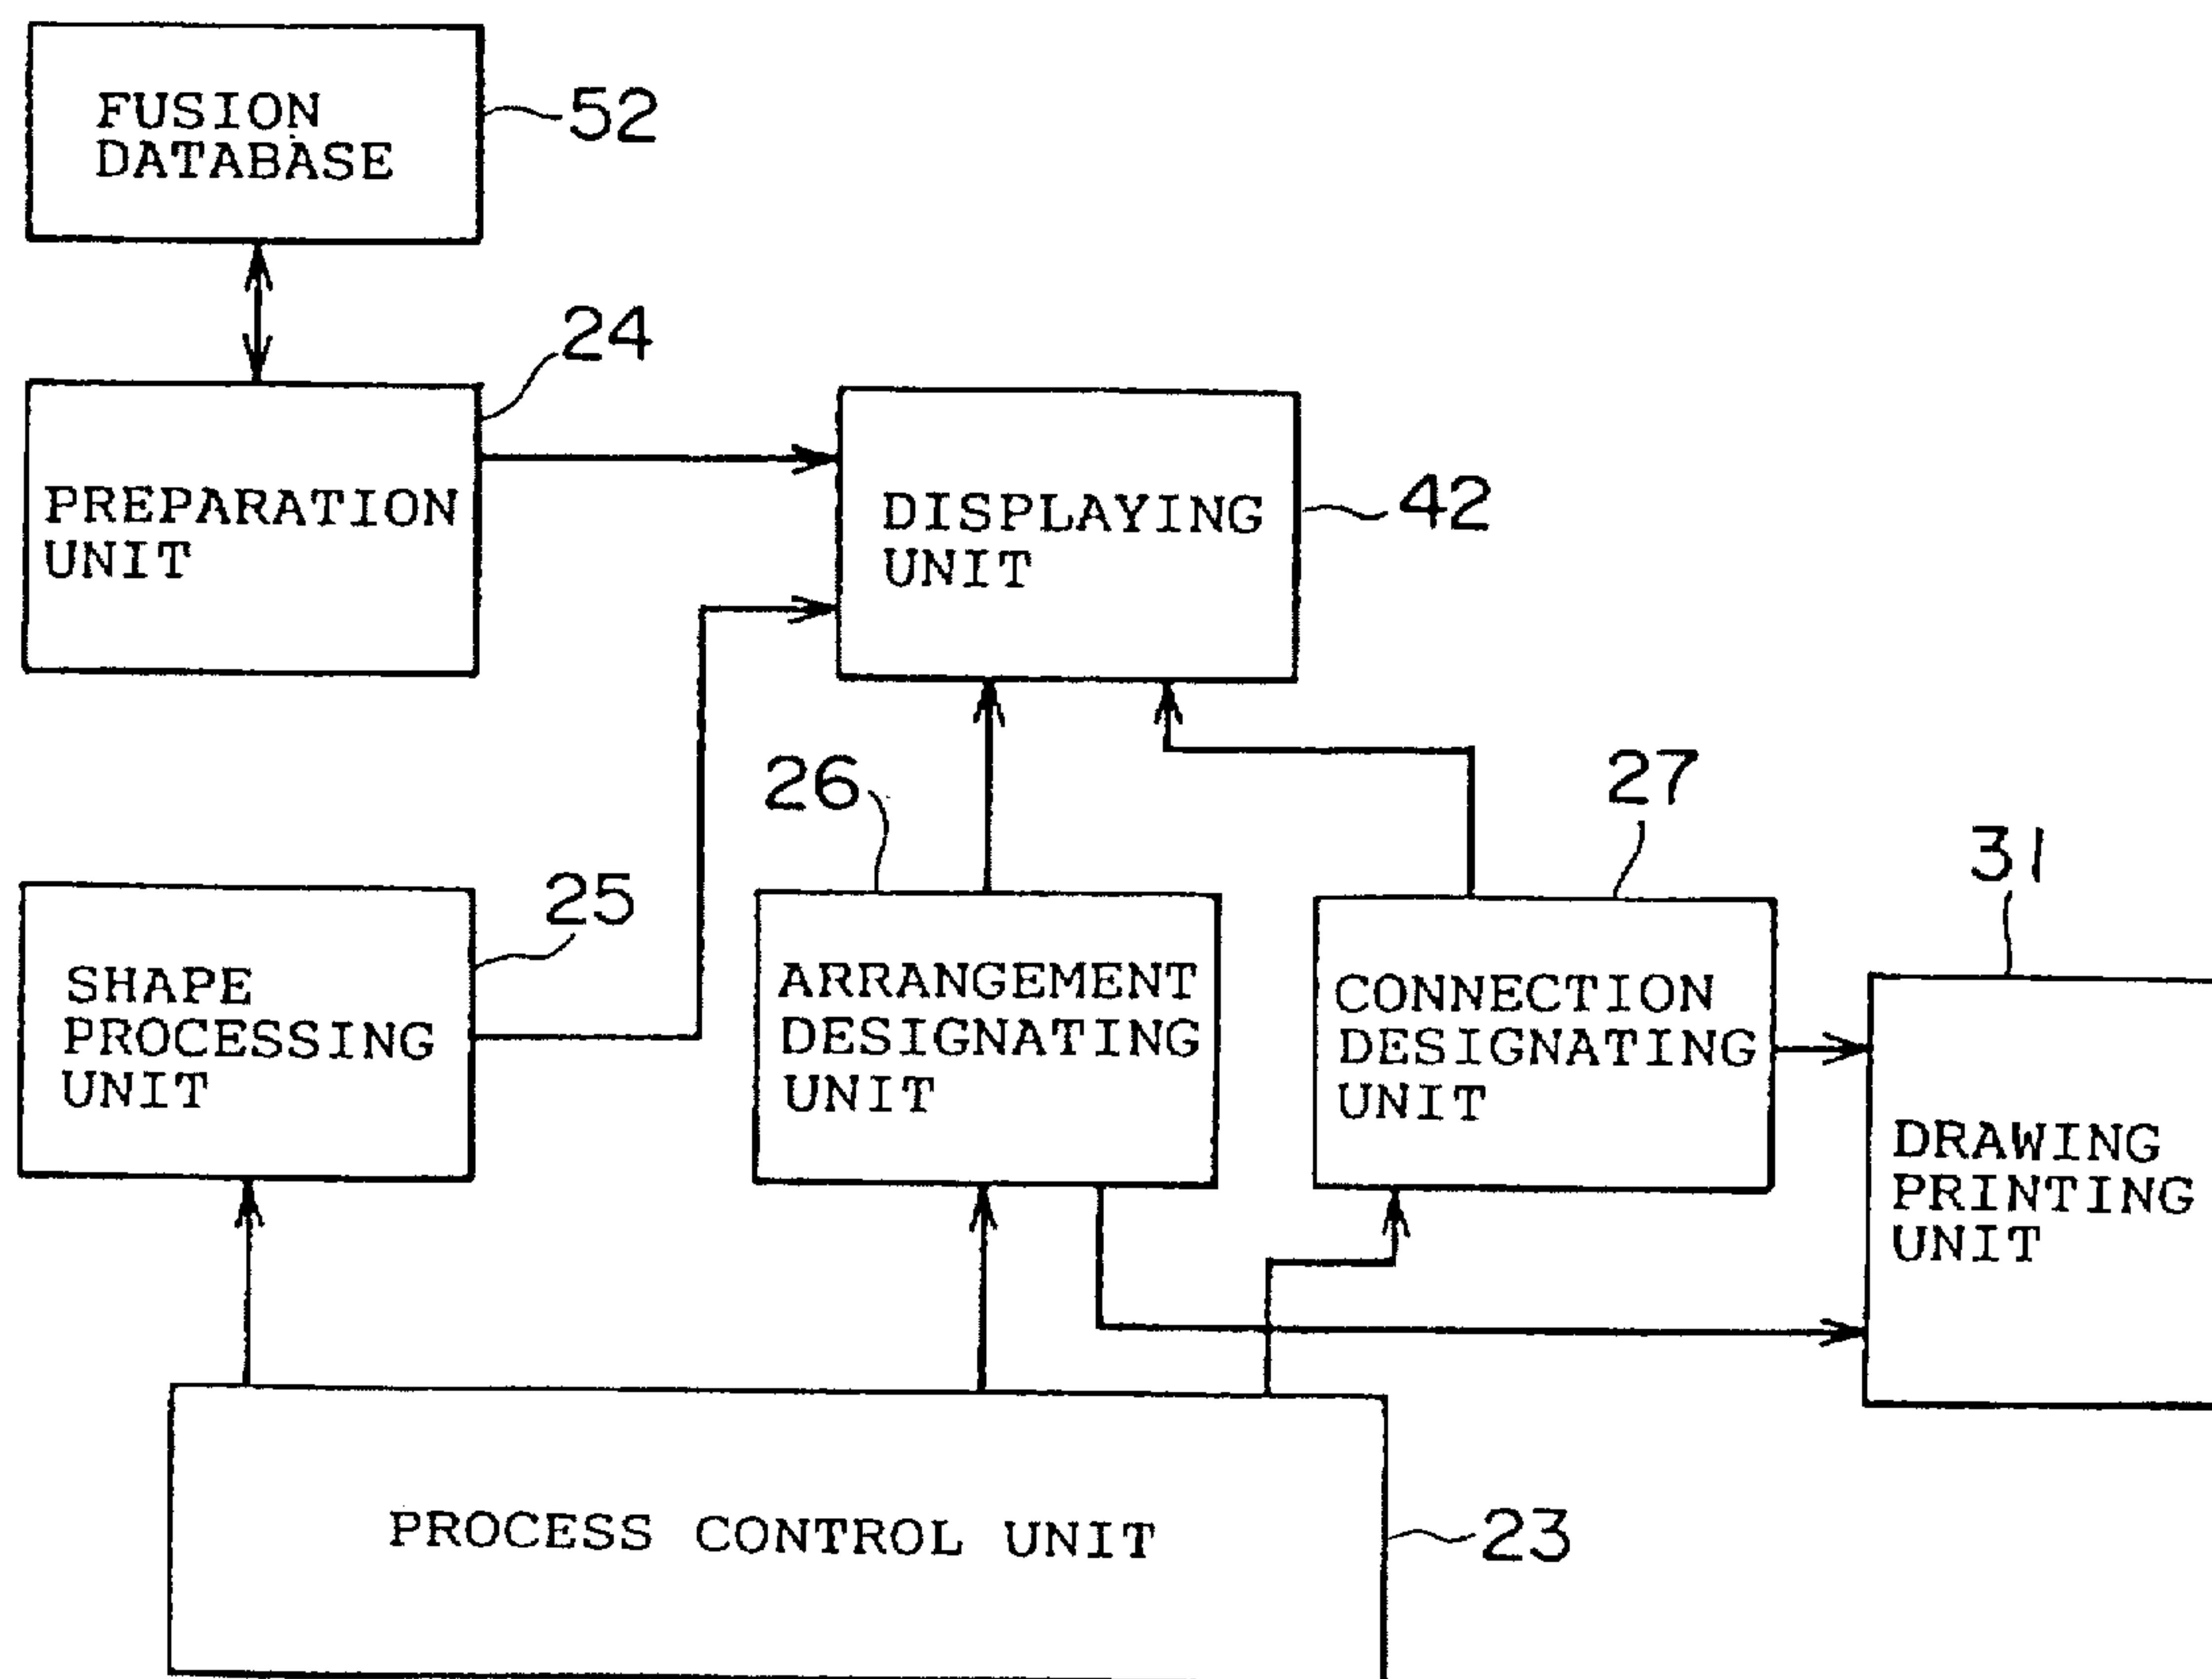 FUSION
DATABASE
52
24
PREPARATION
UNIT
DISPLAYING
UNIT
42
26
27
31
25
SHAPE
PROCESSING
UNIT
ARRANGEMENT
DESIGNATING
UNIT
CONNECTION
DESIGNATING
UNIT
DRAWING
PRINTING
UNIT
PROCESS CONTROL UNIT
23